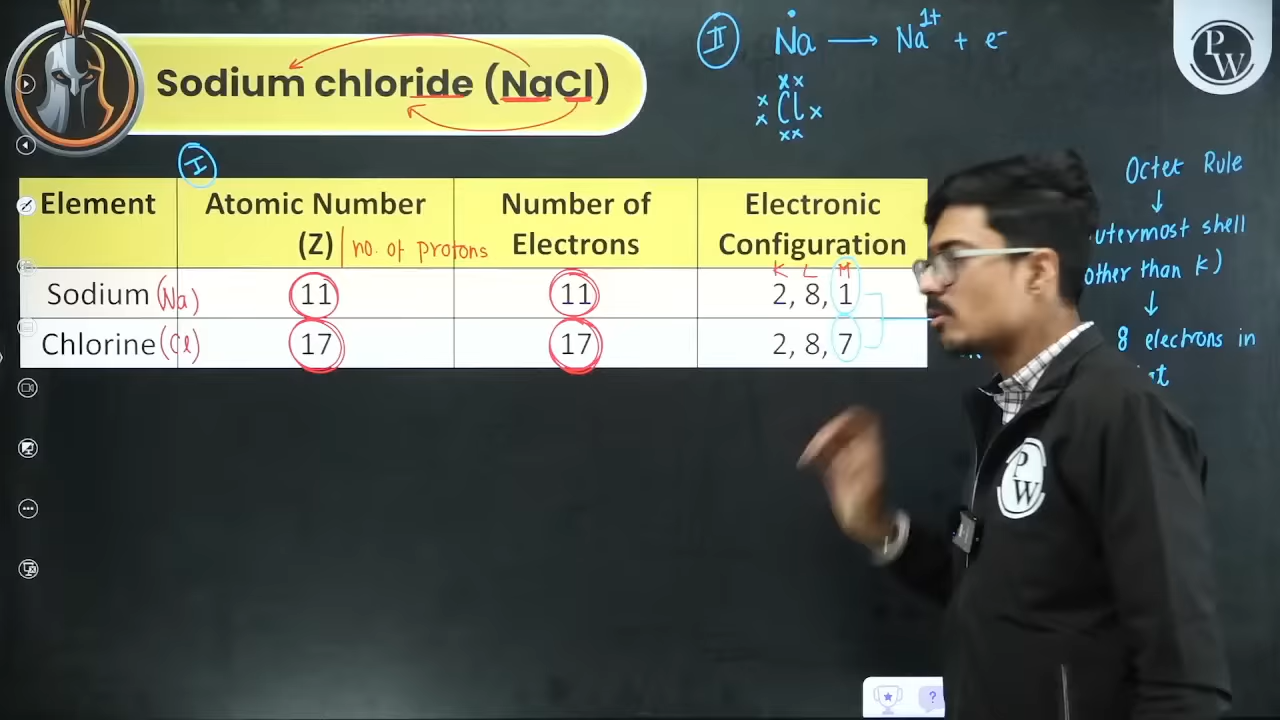 Sodium chloride (NaCl)
II Na → Na¹⁺ + e⁻
Cl
I
Element Atomic Number (Z) | no. of protons Number of Electrons Electronic Configuration
K L M
Sodium (Na) 11 11 2, 8, 1
Chlorine (Cl) 17 17 2, 8, 7
Octet Rule
↓
utermost shell
other than K)
↓
8 electrons in
P
W
P
W
?